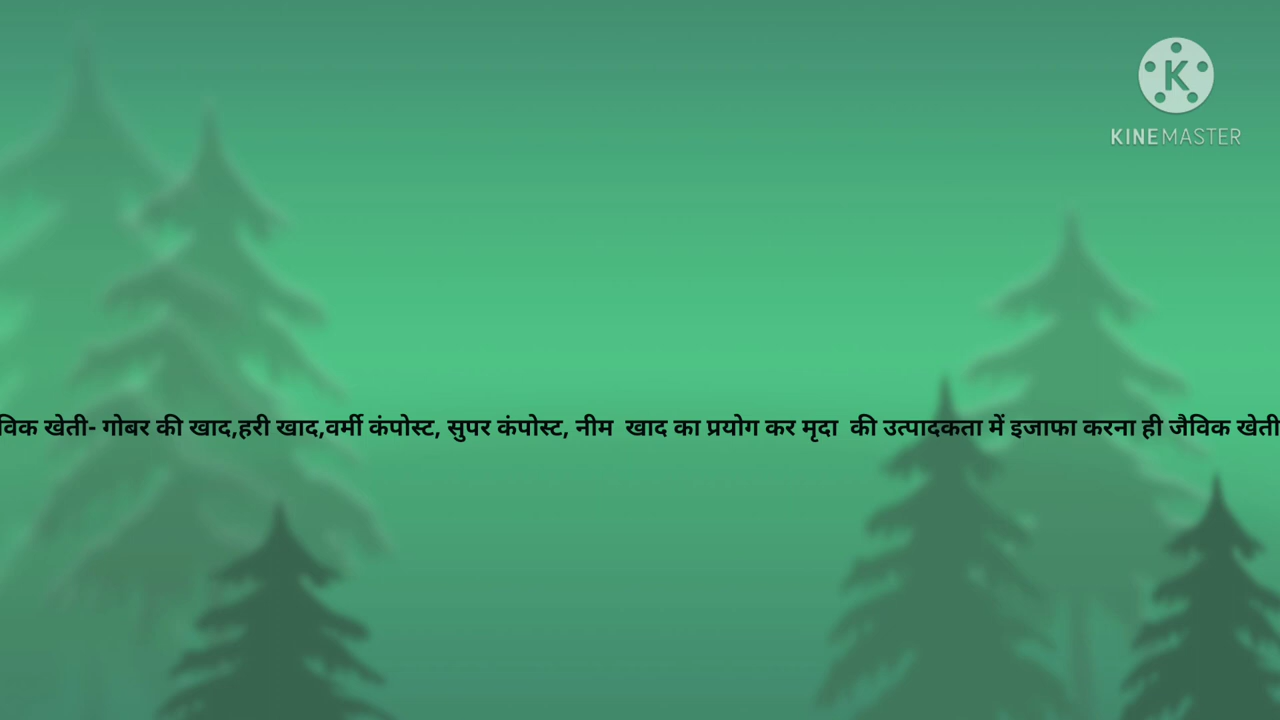 KINEMASTER
विक खेती- गोबर की खाद,हरी खाद,वर्मी कंपोस्ट, सुपर कंपोस्ट, नीम खाद का प्रयोग कर मृदा की उत्पादकता में इजाफा करना ही जैविक खेती